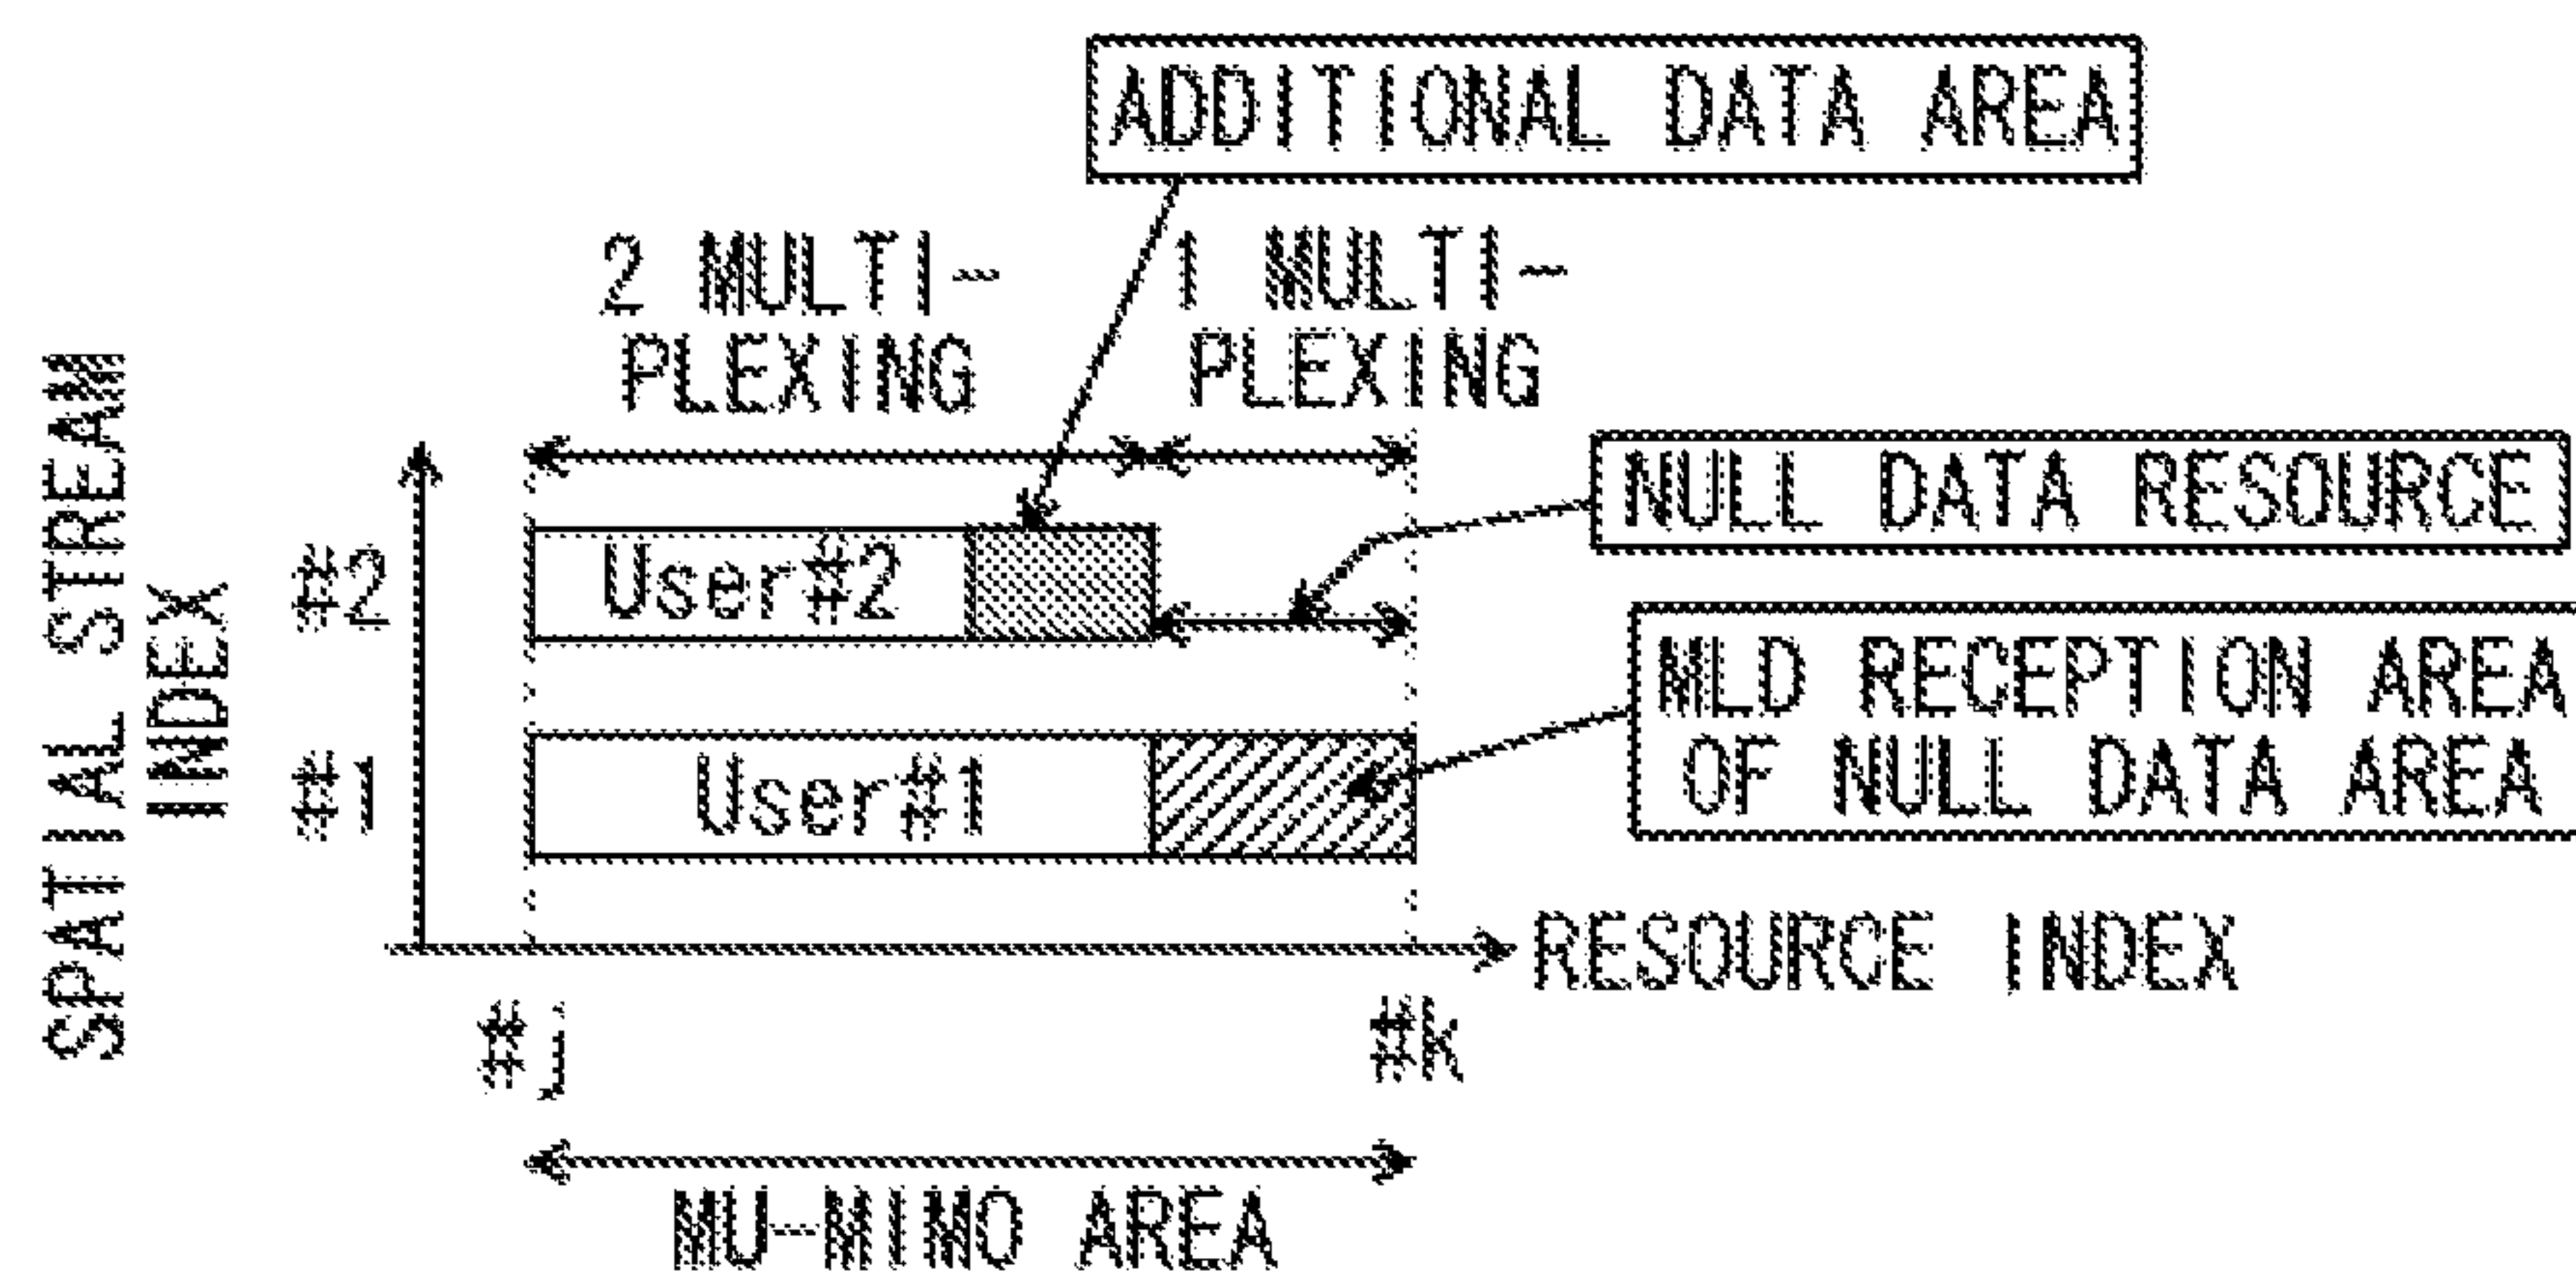 ADDITIONAL DATA AREA
2 MULTI-
PLEXING
1 MULTI-
PLEXING
NULL DATA RESOURCE
MLD RECEPTION AREA
OF NULL DATA AREA
SPATIAL STREAM
INDEX
#2
User#2
#1
User#1
RESOURCE INDEX
#j
#k
MU-MIMO AREA